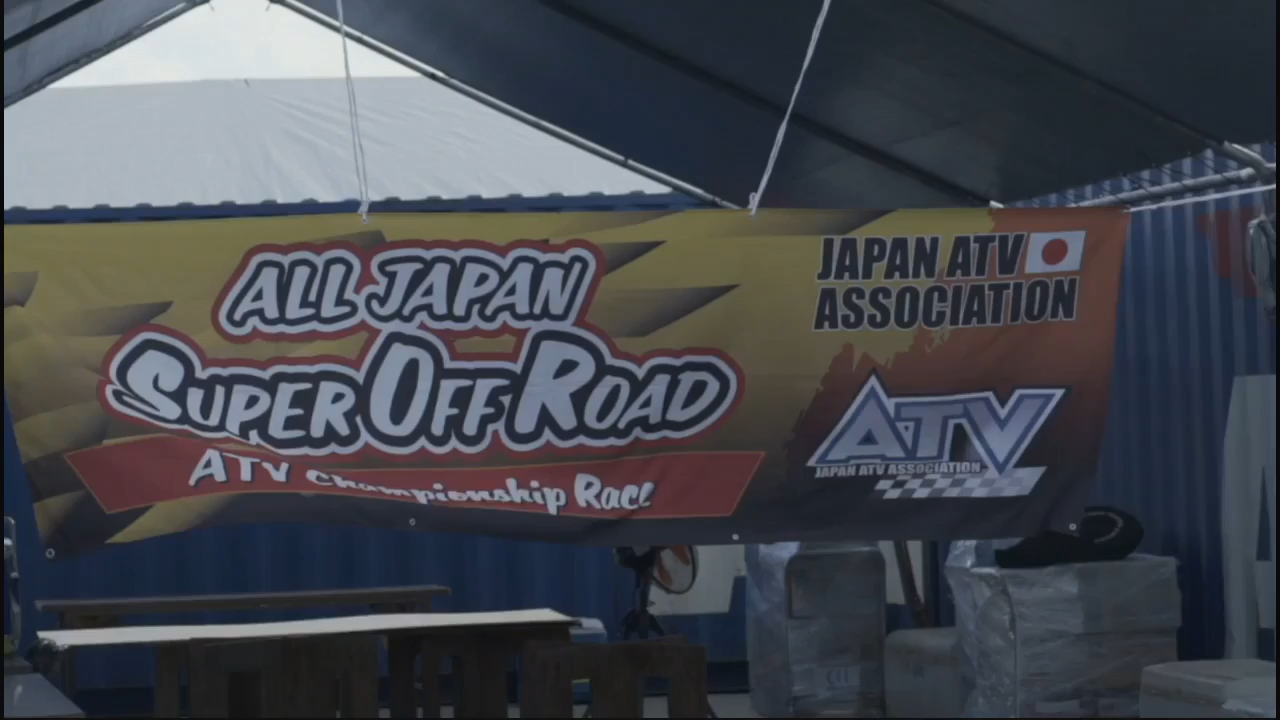 ALL JAPAN
SUPER OFF ROAD
ATV Championship Race
JAPAN ATV
ASSOCIATION
ATV
JAPAN ATV ASSOCIATION